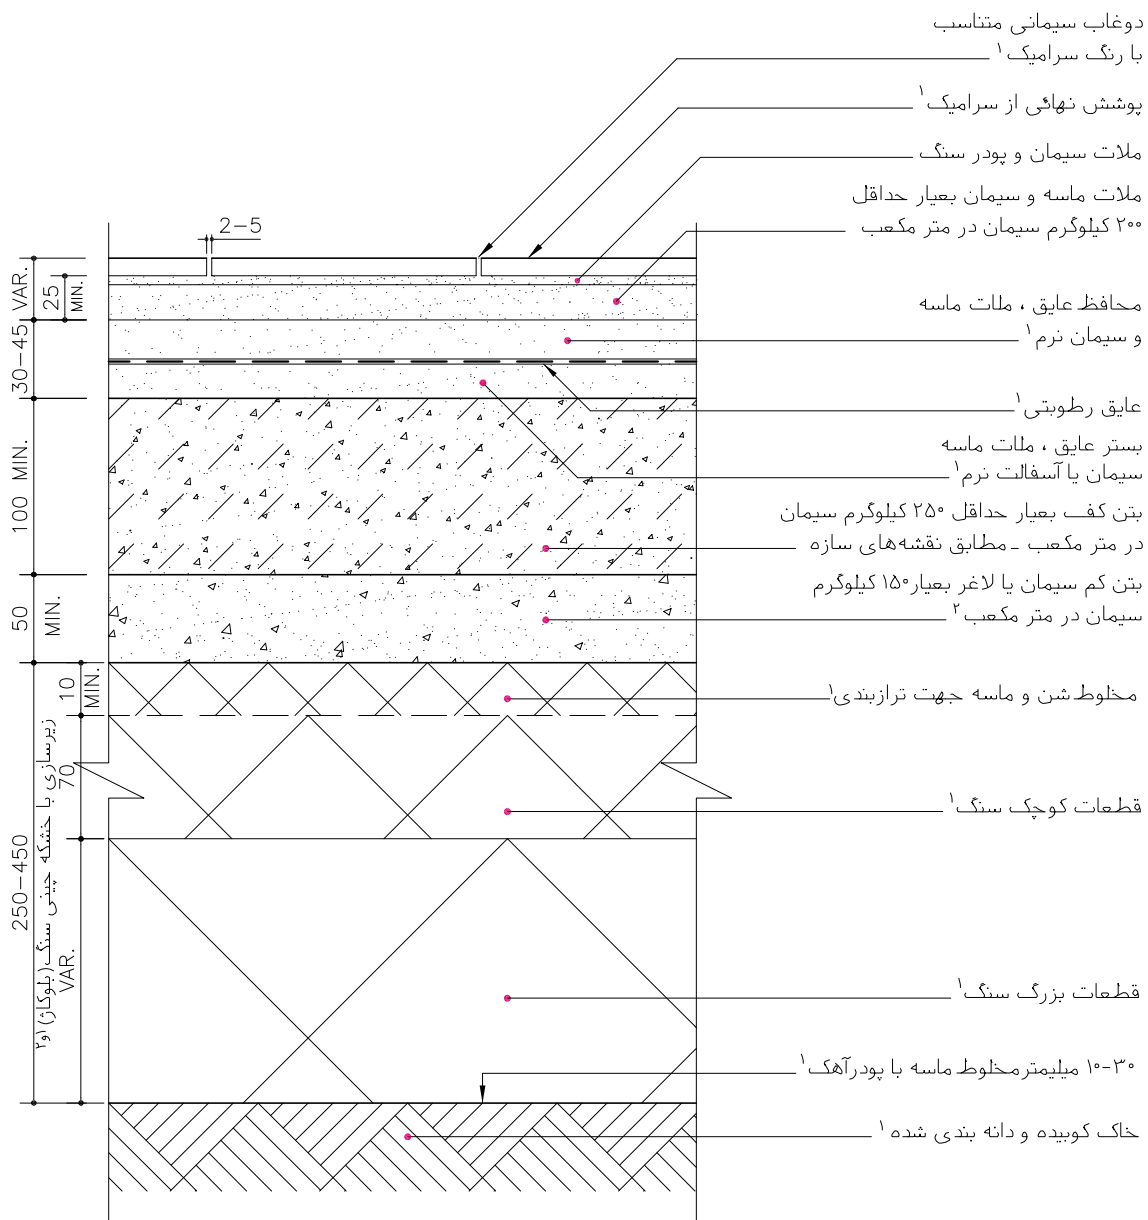 دوغاب سیمانی متناسب
با رنگ سرامیک ۱
پوشش نهائی از سرامیک ۱
ملات سیمان و پودر سنگ
ملات ماسه و سیمان بعیار حداقل
۲۰۰ کیلوگرم سیمان در متر مکعب
محافظ عایق ، ملات ماسه
و سیمان نرم ۱
عایق رطوبتی ۱
بستر عایق ، ملات ماسه
سیمان یا آسفالت نرم ۱
بتن کف بعیار حداقل ۲۵۰ کیلوگرم سیمان
در متر مکعب - مطابق نقشه‌های سازه
بتن کم سیمان یا لاغر بعیار ۱۵۰ کیلوگرم
سیمان در متر مکعب ۲
مخلوط شن و ماسه جهت ترازبندی ۱
قطعات کوچک سنگ ۱
قطعات بزرگ سنگ ۱
۱۰-۳۰ میلیمتر مخلوط ماسه با پودرآهک ۱
خاک کوبیده و دانه بندی شده ۱
2-5
VAR.
25
MIN.
30-45
100 MIN.
50
MIN.
10
MIN.
70
250-450
VAR.
زیرسازی با خشکه چینی سنگ (بلوکاژ) ۱و۲